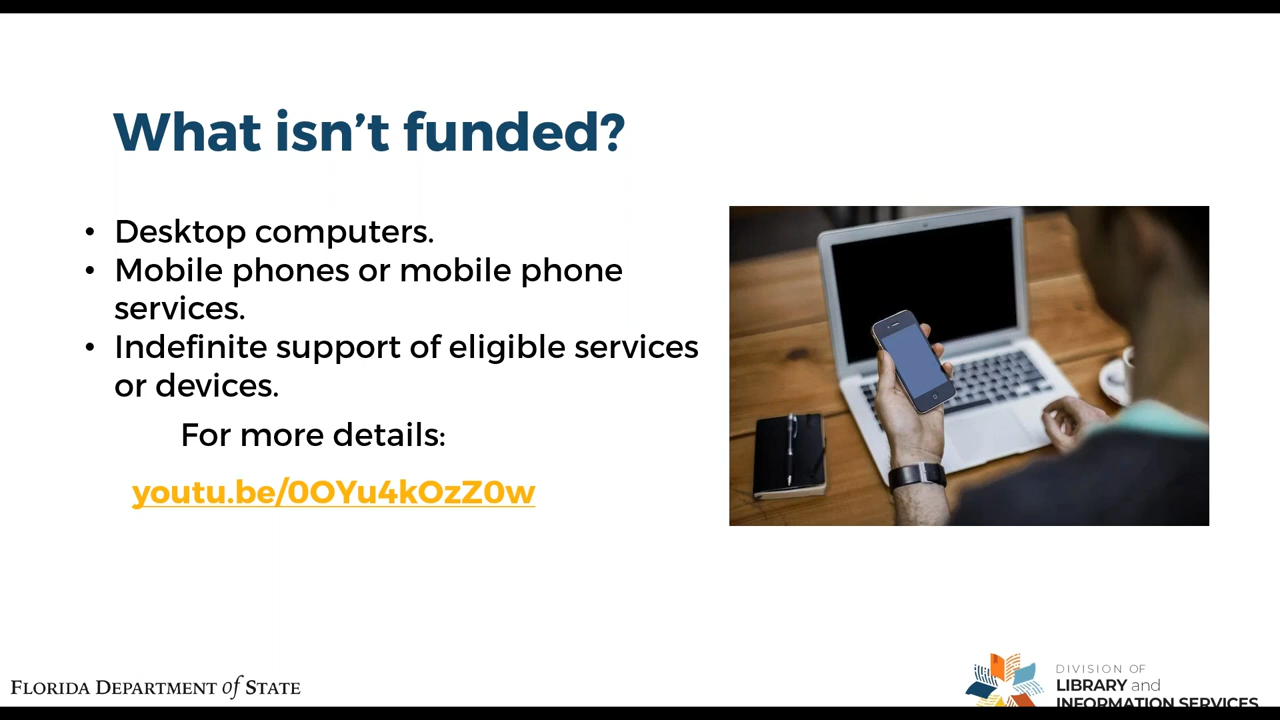 What isn’t funded?
• Desktop computers.
• Mobile phones or mobile phone
services.
• Indefinite support of eligible services
or devices.
For more details:
youtu.be/0OYu4kOzZ0w
FLORIDA DEPARTMENT of STATE
DIVISION OF
LIBRARY and
INFORMATION SERVICES